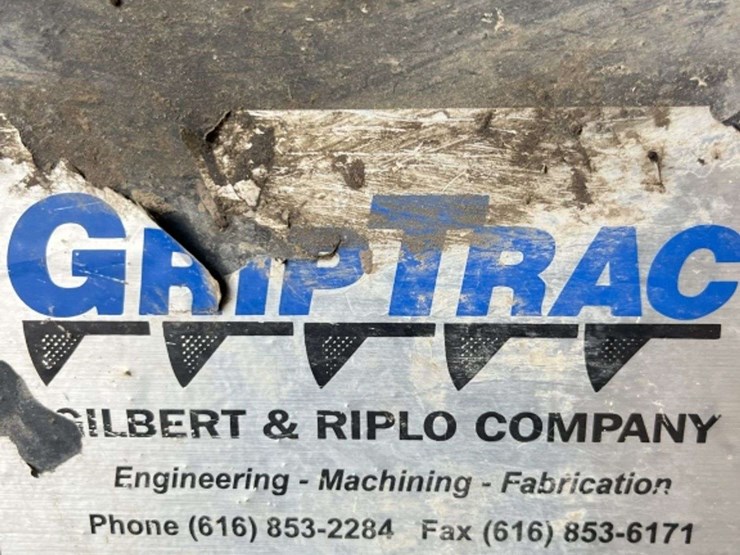 GRIPTRAC
GILBERT & RIPLO COMPANY
Engineering - Machining - Fabrication
Phone (616) 853-2284 Fax (616) 853-6171